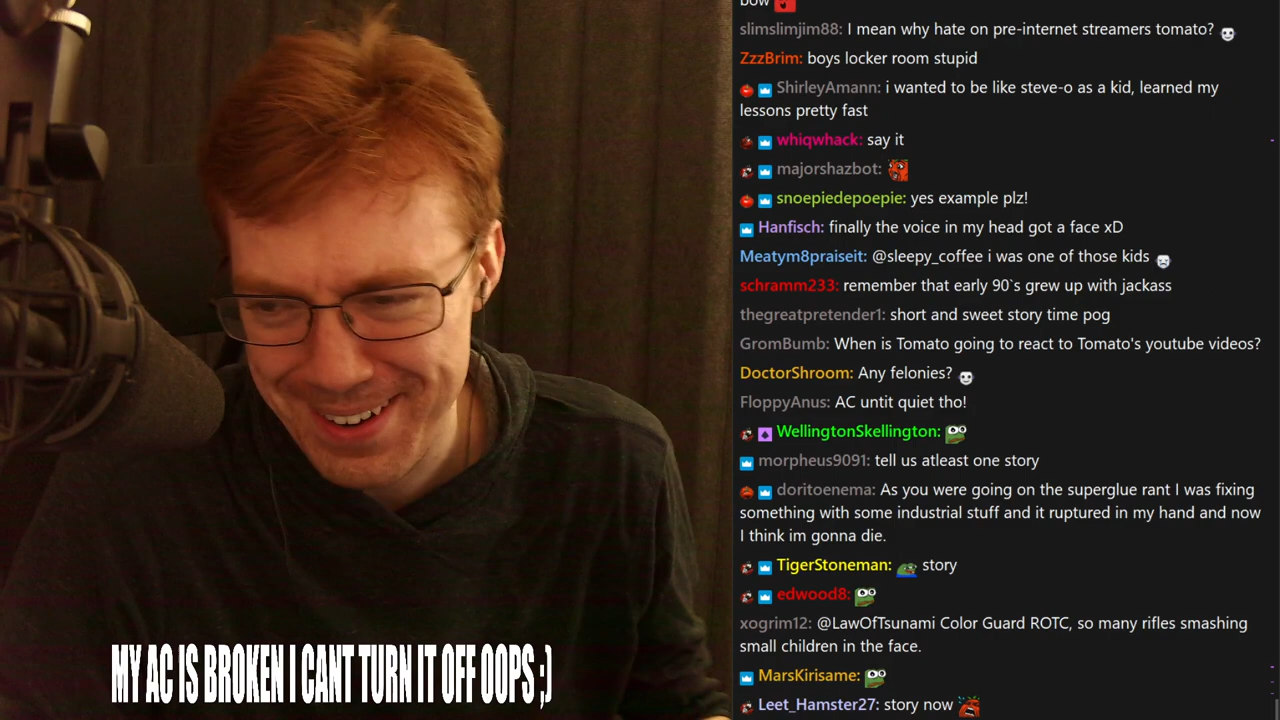 bow
slimslimjim88: I mean why hate on pre-internet streamers tomato?
ZzzBrim: boys locker room stupid
ShirleyAmann: i wanted to be like steve-o as a kid, learned my
lessons pretty fast
whiqwhack: say it
majorshazbot:
snoepiedepoepie: yes example plz!
Hanfisch: finally the voice in my head got a face xD
Meatym8praiseit: @sleepy_coffee i was one of those kids
schramm233: remember that early 90`s grew up with jackass
thegreatpretender1: short and sweet story time pog
GromBumb: When is Tomato going to react to Tomato's youtube videos?
DoctorShroom: Any felonies?
FloppyAnus: AC untit quiet tho!
WellingtonSkellington:
morpheus9091: tell us atleast one story
doritoenema: As you were going on the superglue rant I was fixing
something with some industrial stuff and it ruptured in my hand and now
I think im gonna die.
TigerStoneman: story
edwood8:
xogrim12: @LawOfTsunami Color Guard ROTC, so many rifles smashing
small children in the face.
MarsKirisame:
Leet_Hamster27: story now
MY AC IS BROKEN I CANT TURN IT OFF OOPS ;)